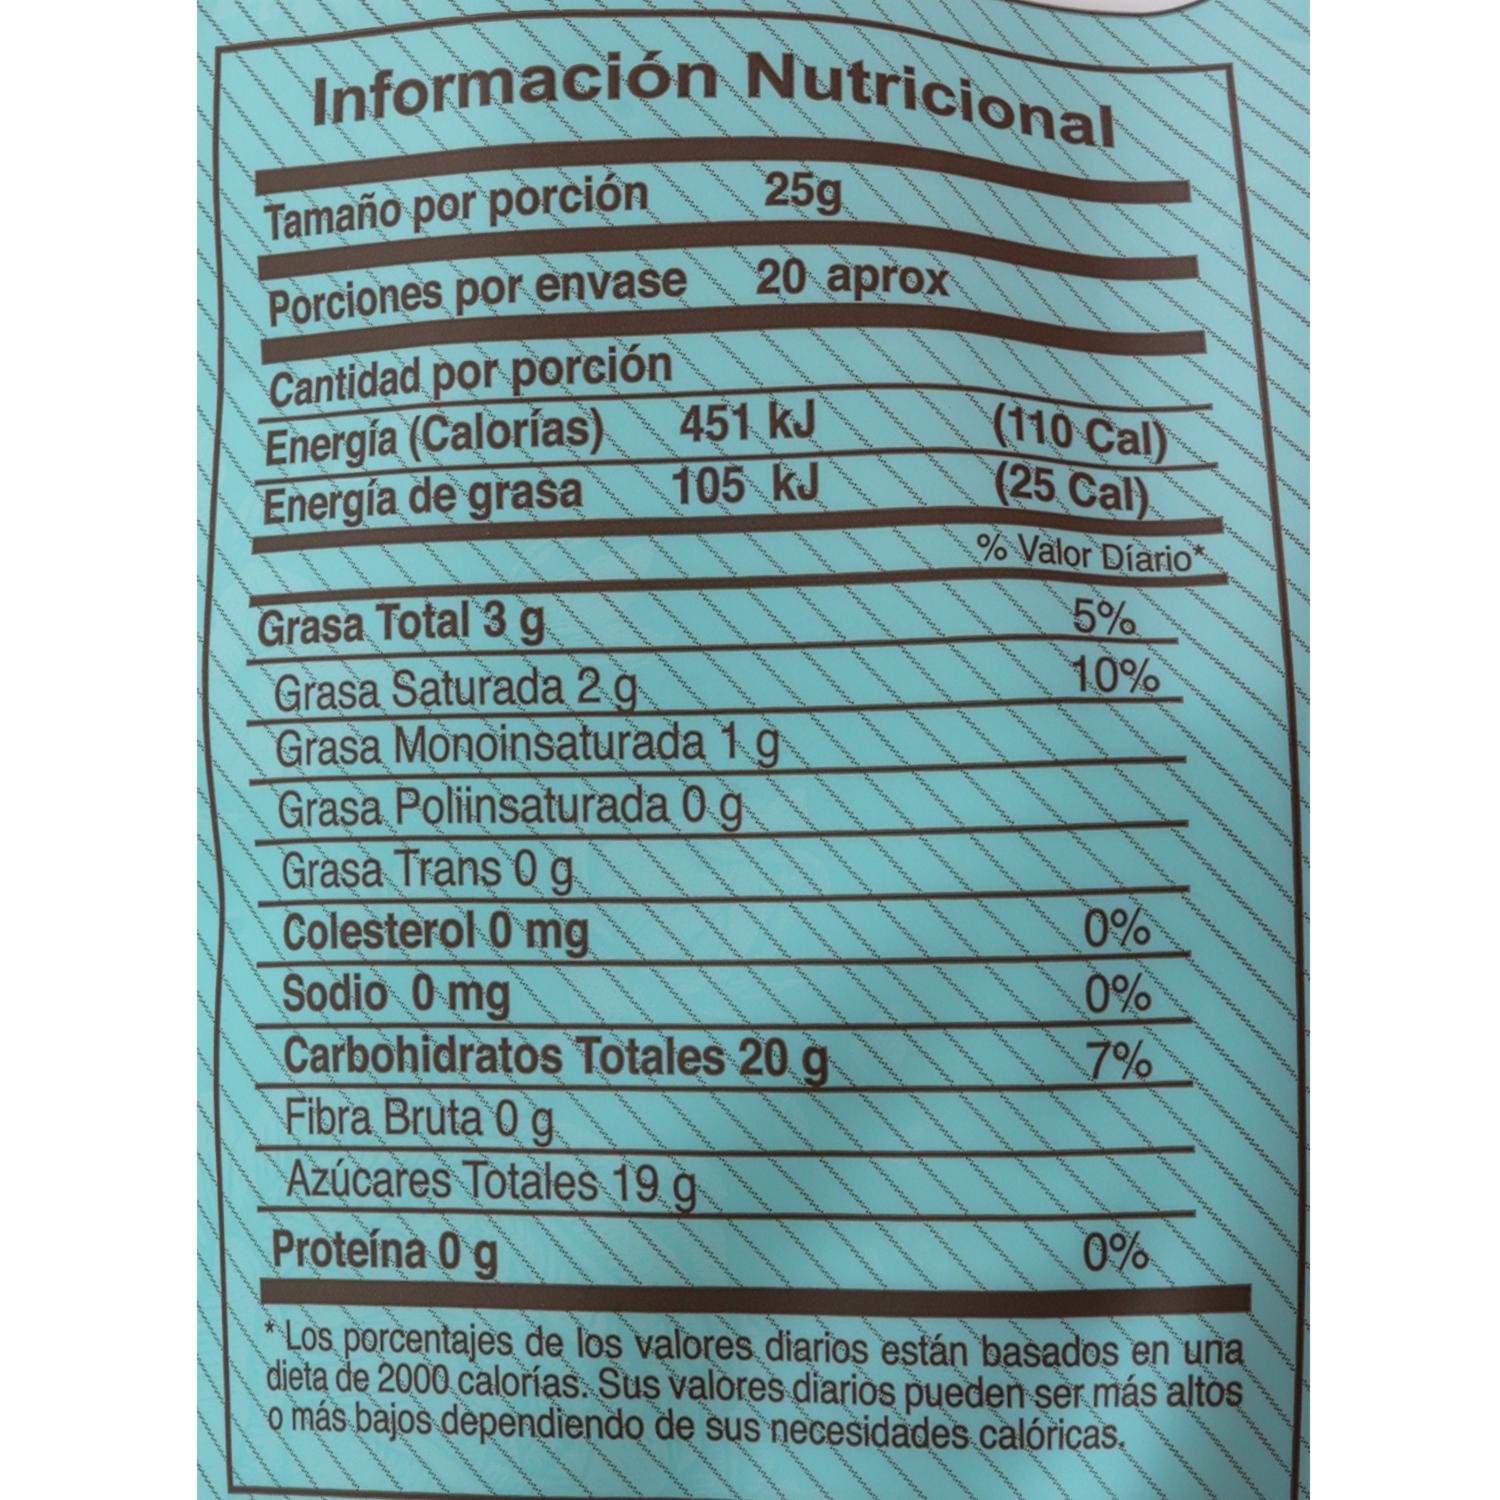 Información Nutricional
Tamaño por porción 25g
Porciones por envase 20 aprox
Cantidad por porción
Energía (Calorías) 451 kJ (110 Cal)
Energía de grasa 105 kJ (25 Cal)
% Valor Díario*
Grasa Total 3 g 5%
Grasa Saturada 2 g 10%
Grasa Monoinsaturada 1 g
Grasa Poliinsaturada 0 g
Grasa Trans 0 g
Colesterol 0 mg 0%
Sodio 0 mg 0%
Carbohidratos Totales 20 g 7%
Fibra Bruta 0 g
Azúcares Totales 19 g
Proteína 0 g 0%
* Los porcentajes de los valores diarios están basados en una
dieta de 2000 calorías. Sus valores diarios pueden ser más altos
o más bajos dependiendo de sus necesidades calóricas.